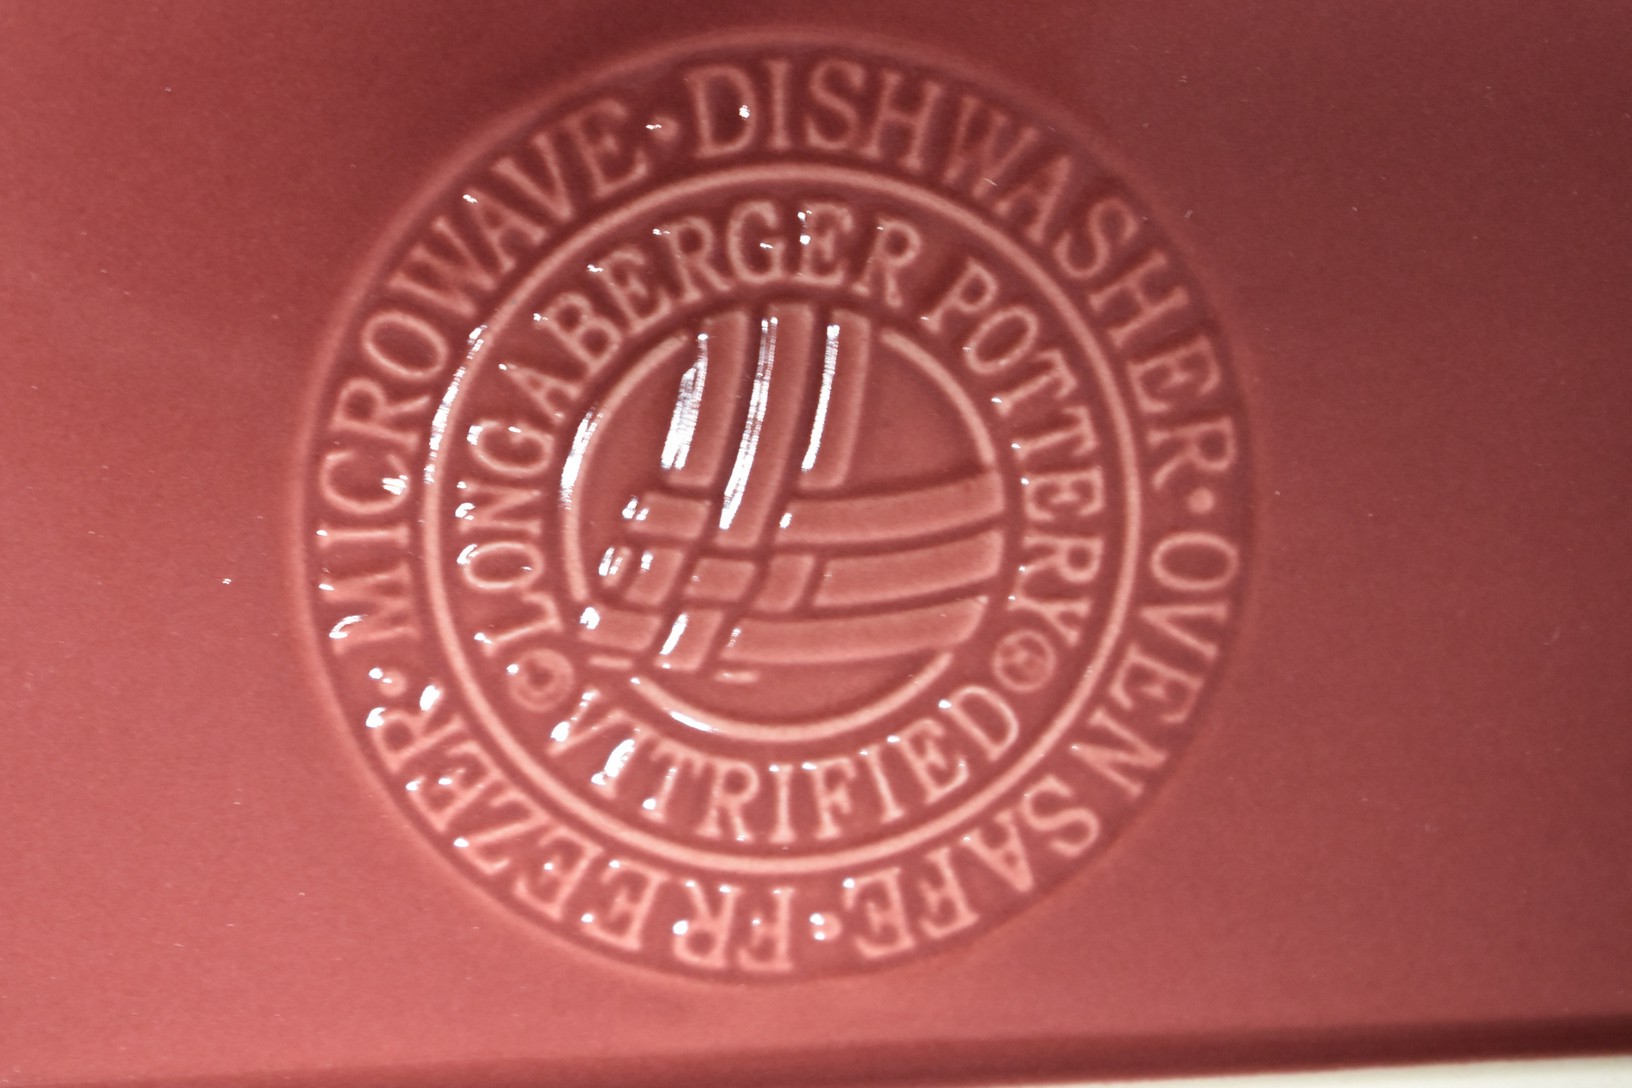 MICROWAVE·DISHWASHER·OVEN SAFE·FREEZER·
LONGABERGER POTTERY
VITRIFIED